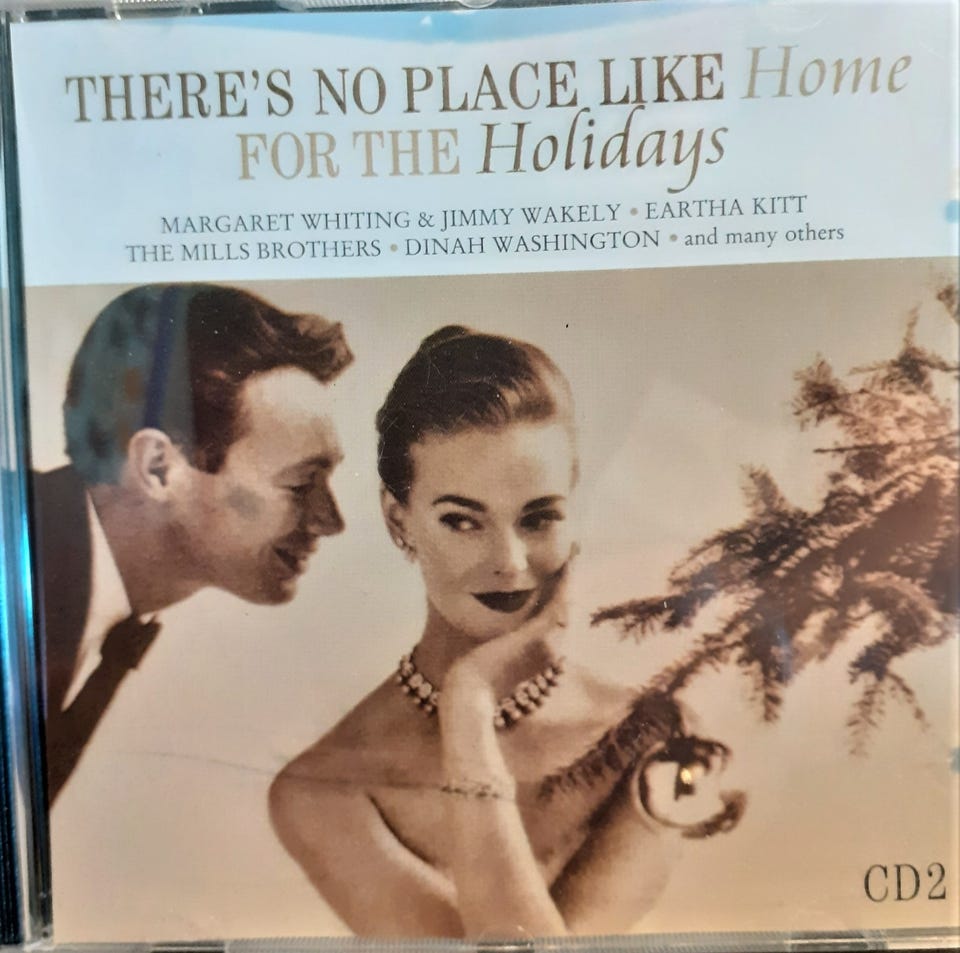 THERE'S NO PLACE LIKE Home
FOR THE Holidays
MARGARET WHITING & JIMMY WAKELY • EARTHA KITT
THE MILLS BROTHERS • DINAH WASHINGTON • and many others
CD2